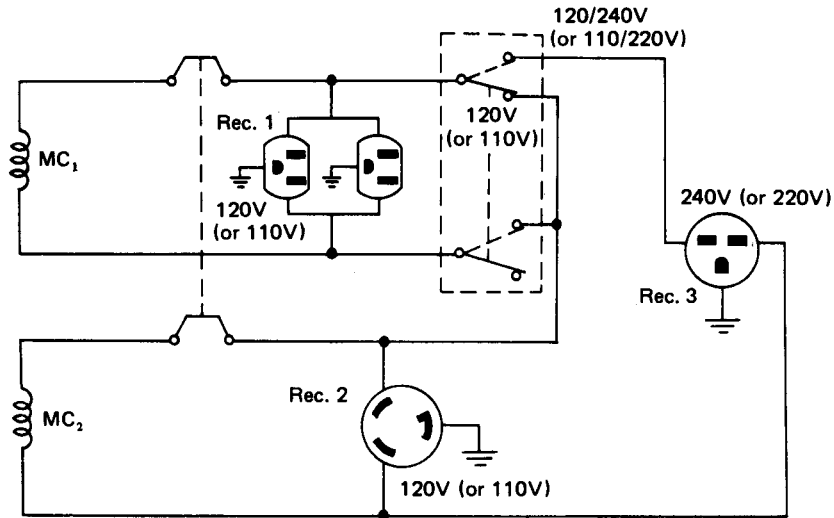 120/240V
(or 110/220V)
Rec. 1
120V
(or 110V)
MC₁
120V
(or 110V)
240V (or 220V)
Rec. 3
Rec. 2
MC₂
120V (or 110V)